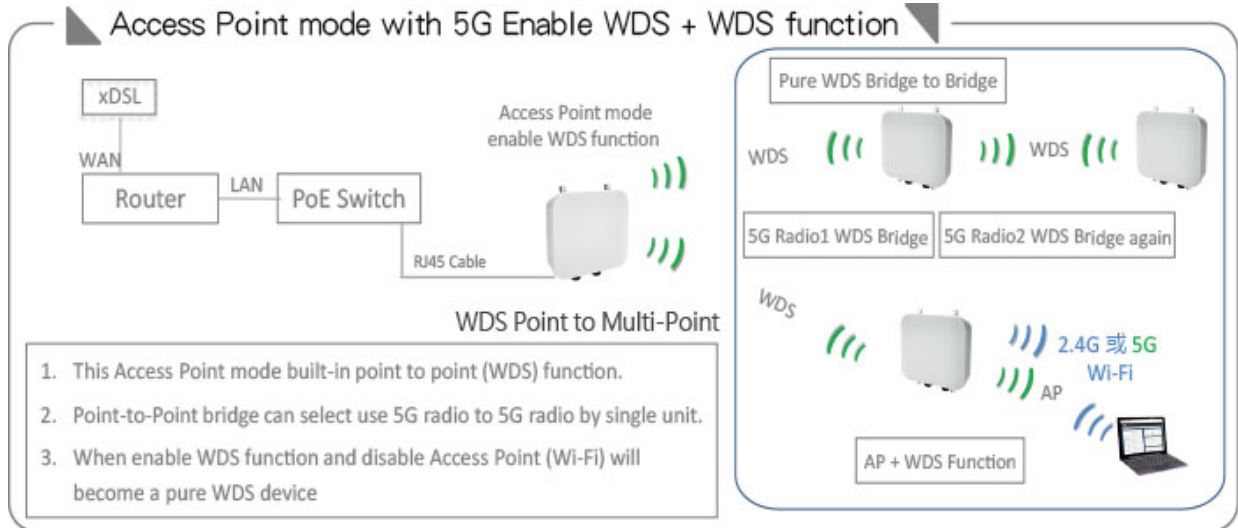 Access Point mode with 5G Enable WDS + WDS function
xDSL
WAN
Router
LAN
PoE Switch
RJ45 Cable
Access Point mode
enable WDS function
WDS Point to Multi-Point
1. This Access Point mode built-in point to point (WDS) function.
2. Point-to-Point bridge can select use 5G radio to 5G radio by single unit.
3. When enable WDS function and disable Access Point (Wi-Fi) will
become a pure WDS device
Pure WDS Bridge to Bridge
WDS
WDS
5G Radio1 WDS Bridge
5G Radio2 WDS Bridge again
WDS
2.4G 或 5G
Wi-Fi
AP
AP + WDS Function